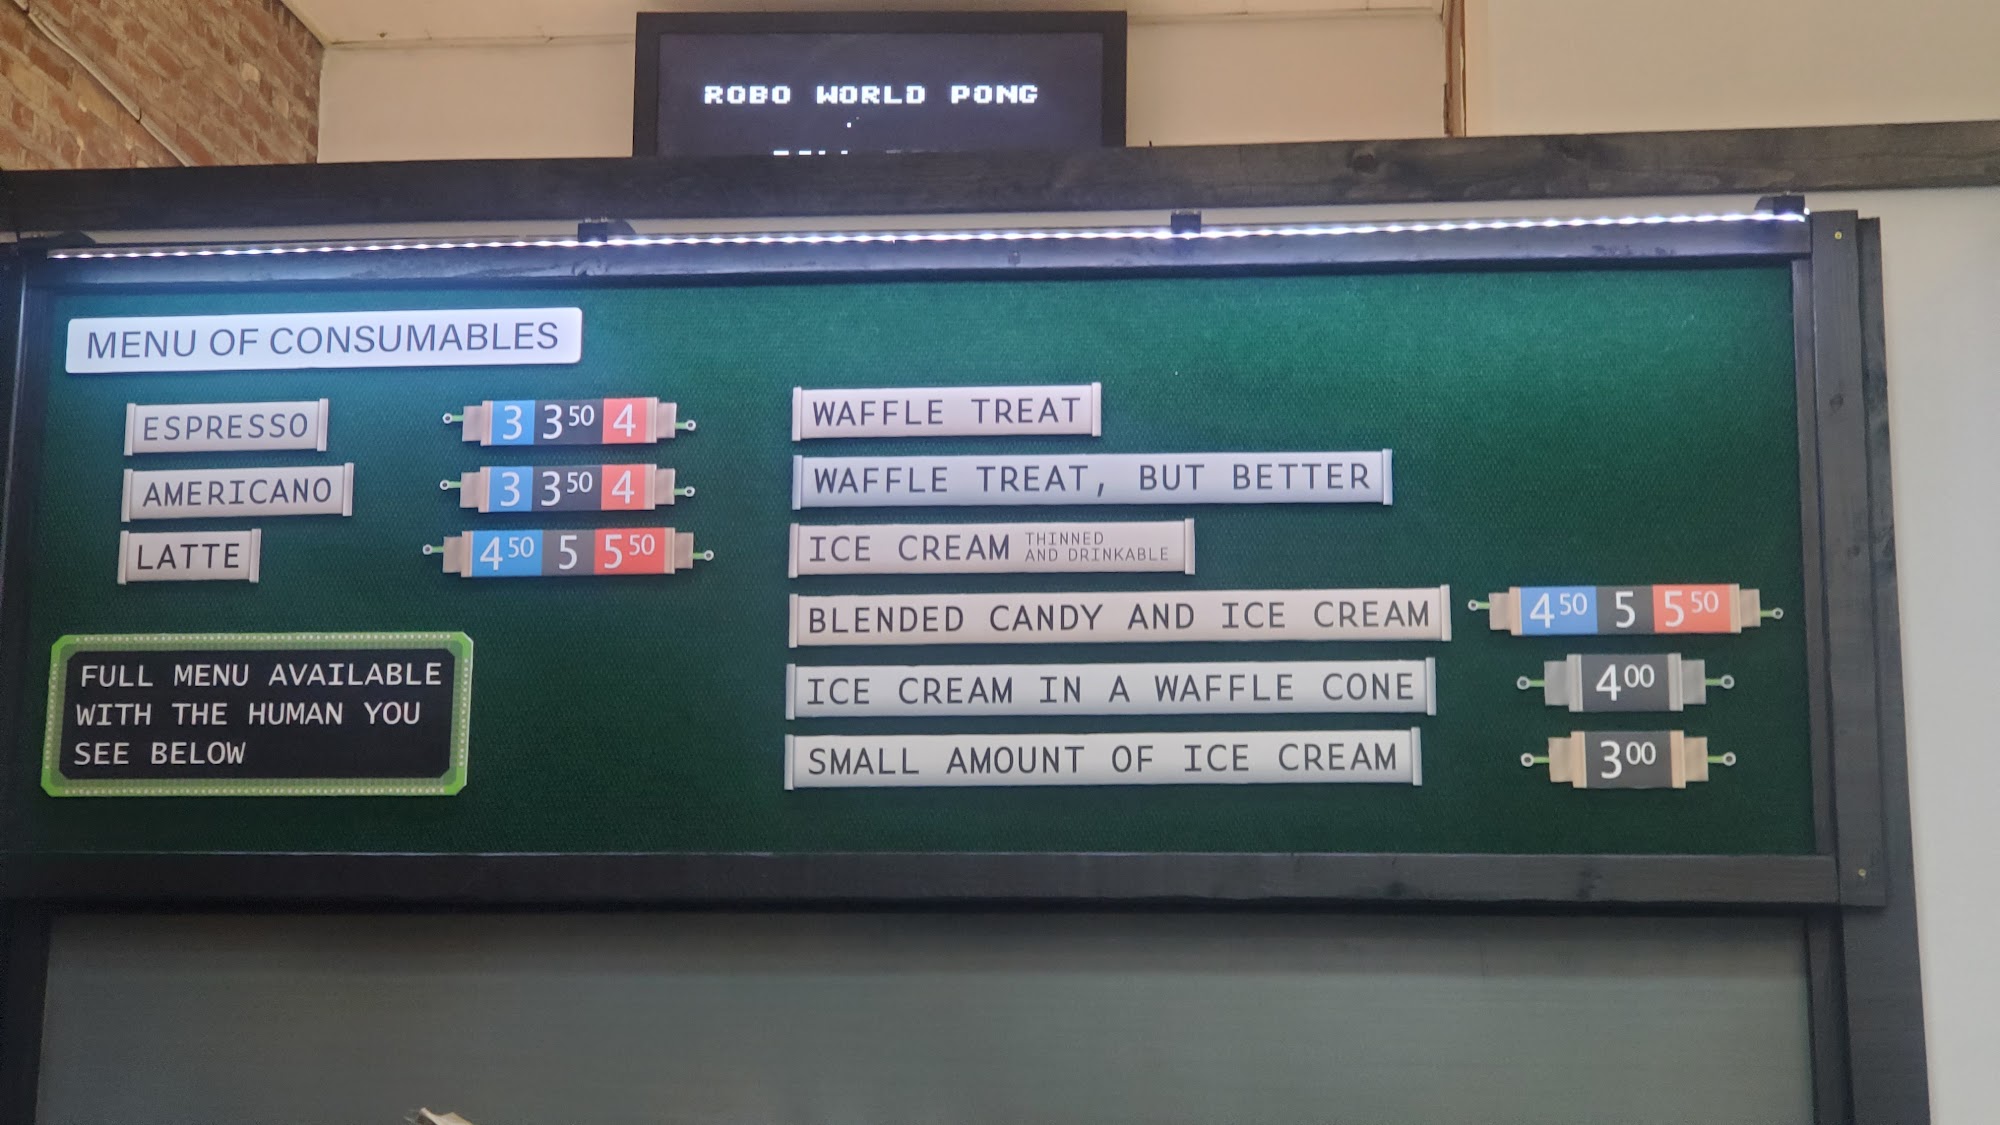 ROBO WORLD PONG
MENU OF CONSUMABLES
ESPRESSO 3 3 50 4
AMERICANO 3 3 50 4
LATTE 4 50 5 5 50
FULL MENU AVAILABLE
WITH THE HUMAN YOU
SEE BELOW
WAFFLE TREAT
WAFFLE TREAT, BUT BETTER
ICE CREAM THINNED
AND DRINKABLE
BLENDED CANDY AND ICE CREAM 4 50 5 5 50
ICE CREAM IN A WAFFLE CONE 4 00
SMALL AMOUNT OF ICE CREAM 3 00